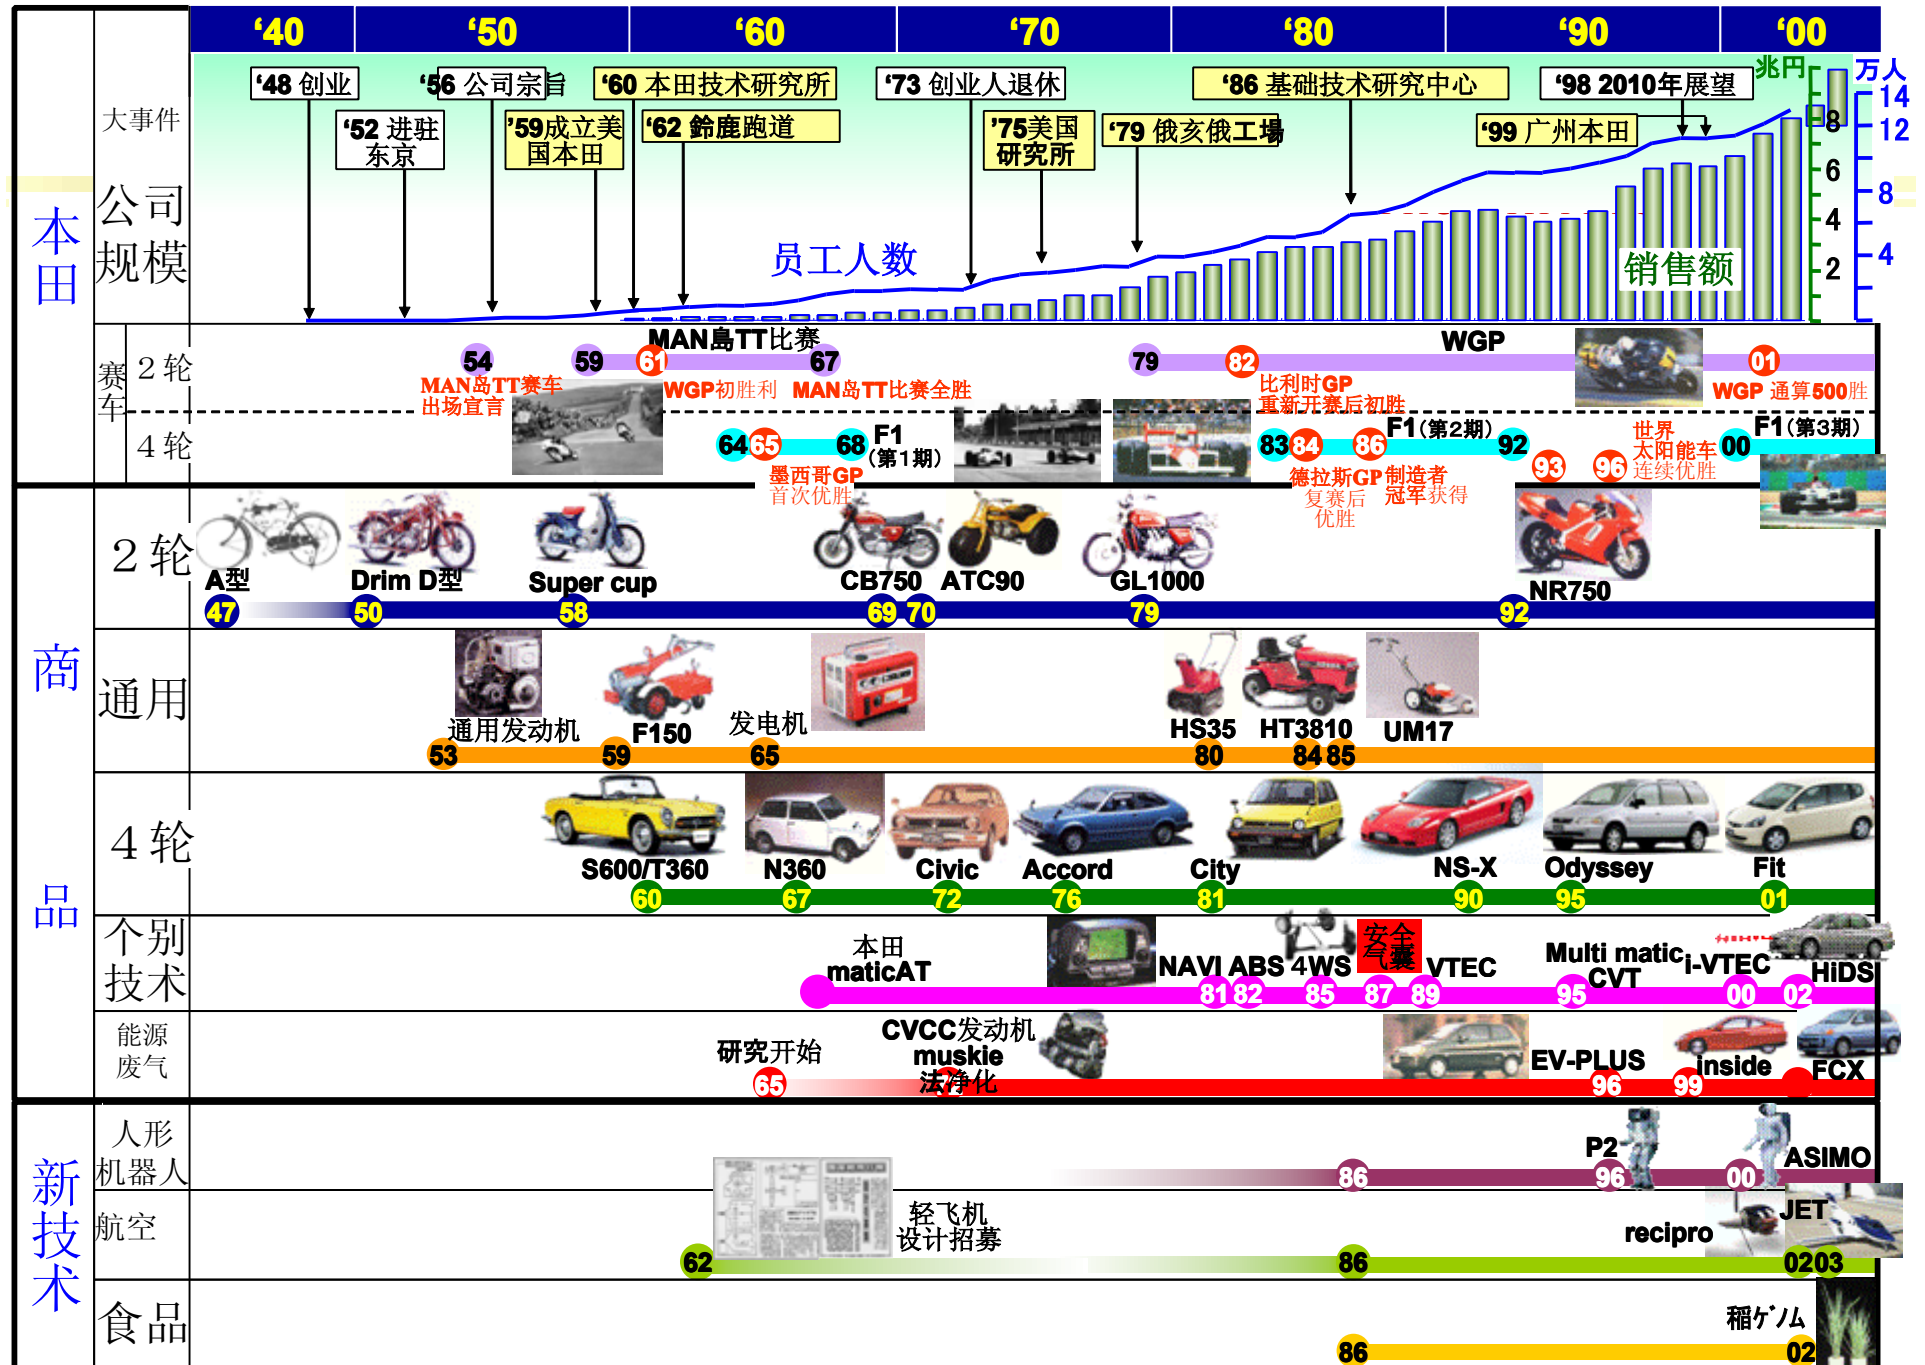 ‘40 ‘50 ‘60 ‘70 ‘80 ‘90 ‘00
本田
大事件
公司
规模
‘48 创业
‘56 公司宗旨
‘60 本田技术研究所
‘73 创业人退休
‘86 基础技术研究中心
‘98 2010年展望
‘52 进驻
东京
’59成立美
国本田
‘62 鈴鹿跑道
’75美国
研究所
‘79 俄亥俄工場
‘99 广州本田
兆円
万人
8
6
4
2
14
12
8
4
员工人数
销售额
赛车
2轮
54
59
61
MAN島TT比赛
67
79
82
WGP
01
MAN岛TT赛车
出场宣言
WGP初胜利
MAN岛TT比赛全胜
比利时GP
重新开赛后初胜
WGP 通算500胜
4轮
64
65
68
F1
(第1期)
83
84
86
F1(第2期)
92
93
96
世界
太阳能车
连续优胜
00
F1(第3期)
墨西哥GP
首次优胜
德拉斯GP
复赛后
优胜
制造者
冠军获得
商品
2轮
A型
Drim D型
Super cup
CB750
ATC90
GL1000
NR750
47
50
58
69
70
79
92
通用
通用发动机
F150
发电机
HS35
HT3810
UM17
53
59
65
80
84
85
4轮
S600/T360
N360
Civic
Accord
City
NS-X
Odyssey
Fit
60
67
72
76
81
90
95
01
个别
技术
本田
maticAT
NAVI
ABS
4WS
安全
气囊
VTEC
Multi matic
CVT
i-VTEC
HiDSI
81
82
85
87
89
95
00
02
能源
废气
研究开始
CVCC发动机
muskie
法净化
EV-PLUS
inside
FCX
65
96
99
新技术
人形
机器人
P2
ASIMO
86
96
00
航空
轻飞机
设计招募
recipro
JET
62
86
02
03
食品
稲ゲノム
86
02